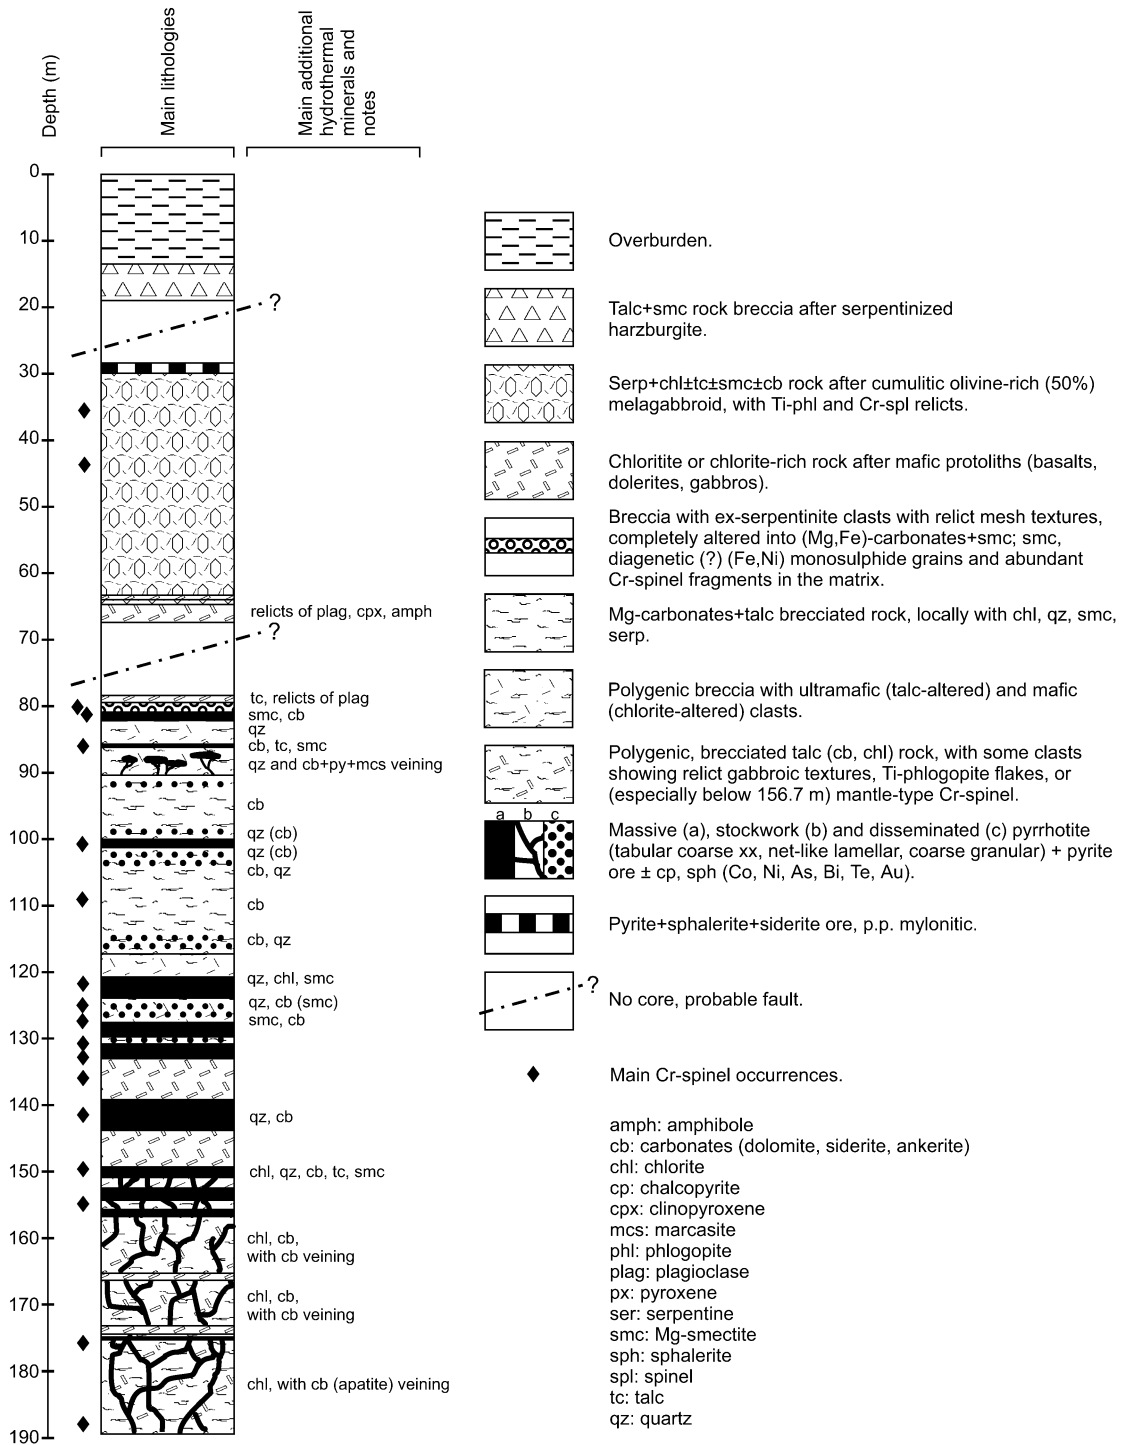 Depth (m)
Main lithologies
Main additional
hydrothermal
minerals and
notes
0
10
20
30
40
50
60
70
80
90
100
110
120
130
140
150
160
170
180
190
?
relicts of plag, cpx, amph
?
tc, relicts of plag
smc, cb
qz
cb, tc, smc
qz and cb+py+mcs veining
cb
qz (cb)
qz (cb)
cb, qz
cb
cb, qz
qz, chl, smc
qz, cb (smc)
smc, cb
qz, cb
chl, qz, cb, tc, smc
chl, cb,
with cb veining
chl, cb,
with cb veining
chl, with cb (apatite) veining
Overburden.
Talc+smc rock breccia after serpentinized
harzburgite.
Serp+chl±tc±smc±cb rock after cumulitic olivine-rich (50%)
melagabbroid, with Ti-phl and Cr-spl relicts.
Chloritite or chlorite-rich rock after mafic protoliths (basalts,
dolerites, gabbros).
Breccia with ex-serpentinite clasts with relict mesh textures,
completely altered into (Mg,Fe)-carbonates+smc; smc,
diagenetic (?) (Fe,Ni) monosulphide grains and abundant
Cr-spinel fragments in the matrix.
Mg-carbonates+talc brecciated rock, locally with chl, qz, smc,
serp.
Polygenic breccia with ultramafic (talc-altered) and mafic
(chlorite-altered) clasts.
Polygenic, brecciated talc (cb, chl) rock, with some clasts
showing relict gabbroic textures, Ti-phlogopite flakes, or
(especially below 156.7 m) mantle-type Cr-spinel.
a b c
Massive (a), stockwork (b) and disseminated (c) pyrrhotite
(tabular coarse xx, net-like lamellar, coarse granular) + pyrite
ore ± cp, sph (Co, Ni, As, Bi, Te, Au).
Pyrite+sphalerite+siderite ore, p.p. mylonitic.
?
No core, probable fault.
Main Cr-spinel occurrences.
amph: amphibole
cb: carbonates (dolomite, siderite, ankerite)
chl: chlorite
cp: chalcopyrite
cpx: clinopyroxene
mcs: marcasite
phl: phlogopite
plag: plagioclase
px: pyroxene
ser: serpentine
smc: Mg-smectite
sph: sphalerite
spl: spinel
tc: talc
qz: quartz